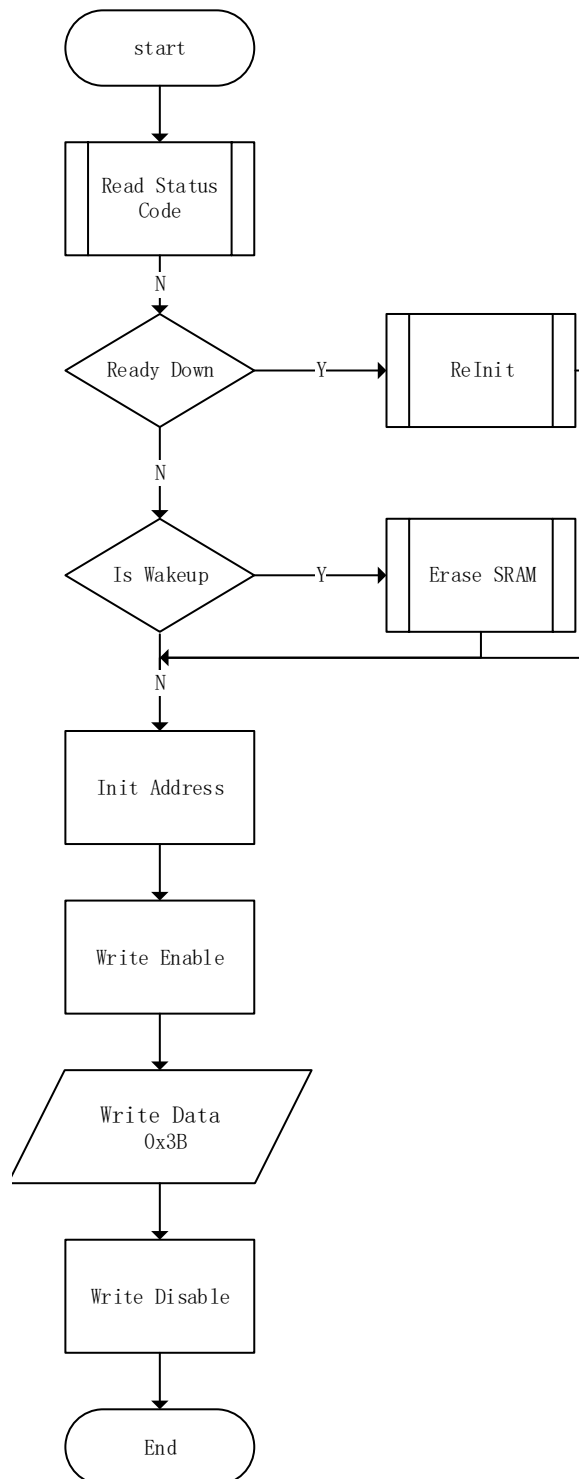 start
Read Status
Code
N
Ready Down
Y
ReInit
N
Is Wakeup
Y
Erase SRAM
N
Init Address
Write Enable
Write Data
0x3B
Write Disable
End